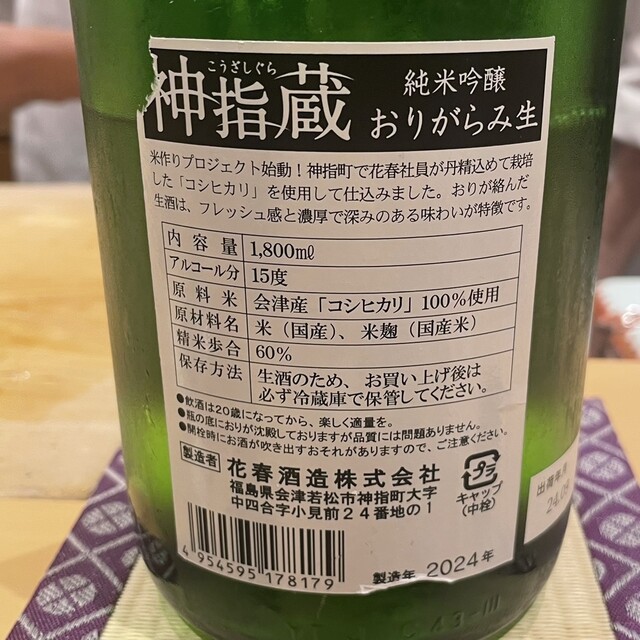 こうざしぐら
神指蔵
純米吟醸
おりがらみ生
米作りプロジェクト始動！神指町で花春社員が丹精込めて栽培
した「コシヒカリ」を使用して仕込みました。おりが絡んだ
生酒は、フレッシュ感と濃厚で深みのある味わいが特徴です。
内容量 1,800ml
アルコール分 15度
原料米 会津産「コシヒカリ」100%使用
原材料名 米（国産）、米麹（国産米）
精米歩合 60%
保存方法 生酒のため、お買い上げ後は
必ず冷蔵庫で保管してください。
●飲酒は20歳になってから、楽しく適量を。
●瓶の底におりが沈殿しておりますが品質には問題ありません。
●開栓時にお酒が吹き出すおそれがありますので、ご注意ください。
製造者 花春酒造株式会社
福島県会津若松市神指町大字
中四合字小見前24番地の1
プラ
キャップ
(中栓)
4954595178179
製造年 2024年
出荷年月
C 43-III